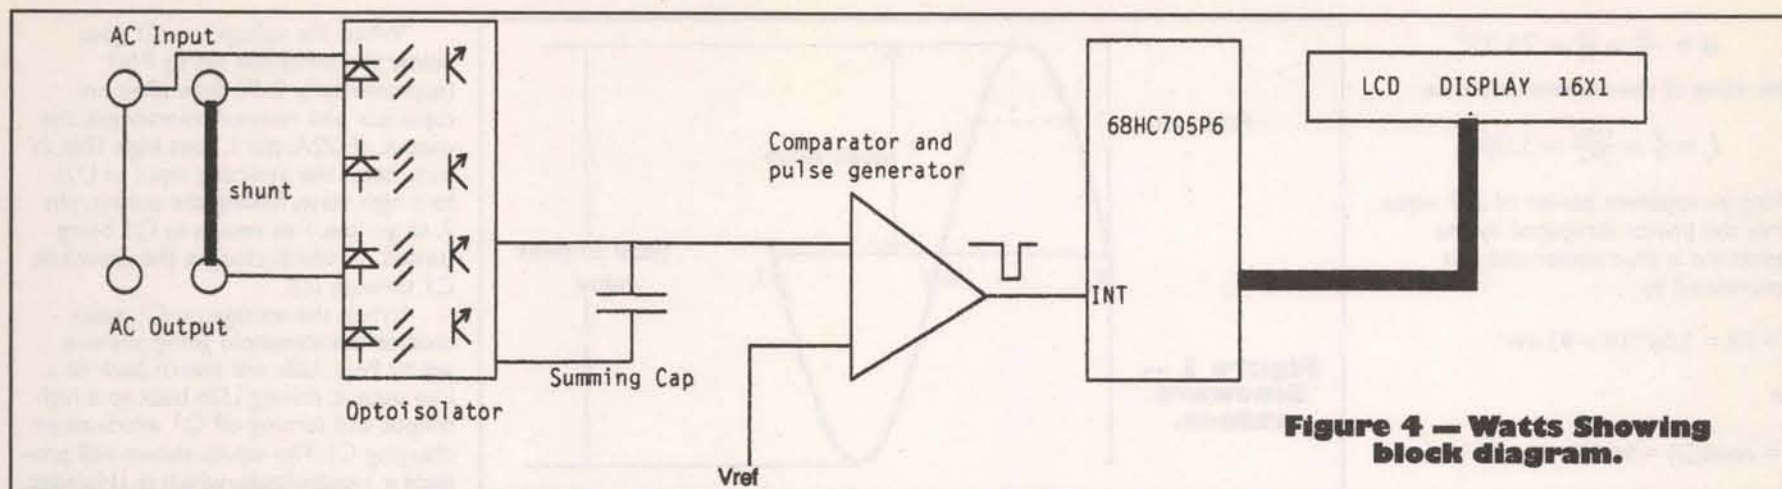 AC Input
shunt
AC Output
Optoisolator
Summing Cap
Comparator and
pulse generator
Vref
INT
68HC705P6
LCD DISPLAY 16X1
Figure 4 — Watts Showing
block diagram.